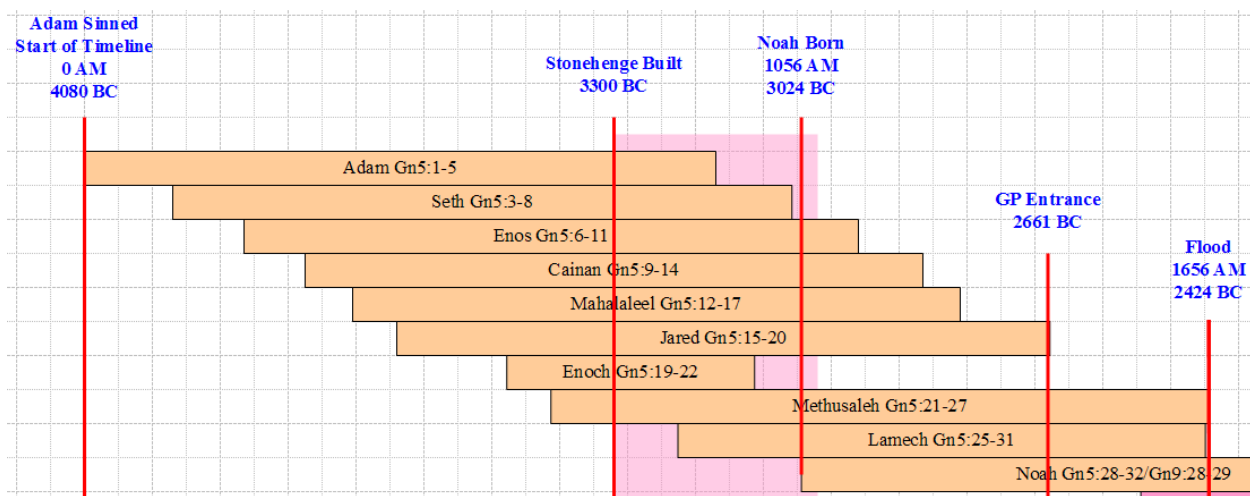 Adam Sinned
Start of Timeline
0 AM
4080 BC
Stonehenge Built
3300 BC
Noah Born
1056 AM
3024 BC
GP Entrance
2661 BC
Flood
1656 AM
2424 BC
Adam Gn5:1-5
Seth Gn5:3-8
Enos Gn5:6-11
Cainan Gn5:9-14
Mahalaleel Gn5:12-17
Jared Gn5:15-20
Enoch Gn5:19-22
Methusaleh Gn5:21-27
Lamech Gn5:25-31
Noah Gn5:28-32/Gn9:28-29